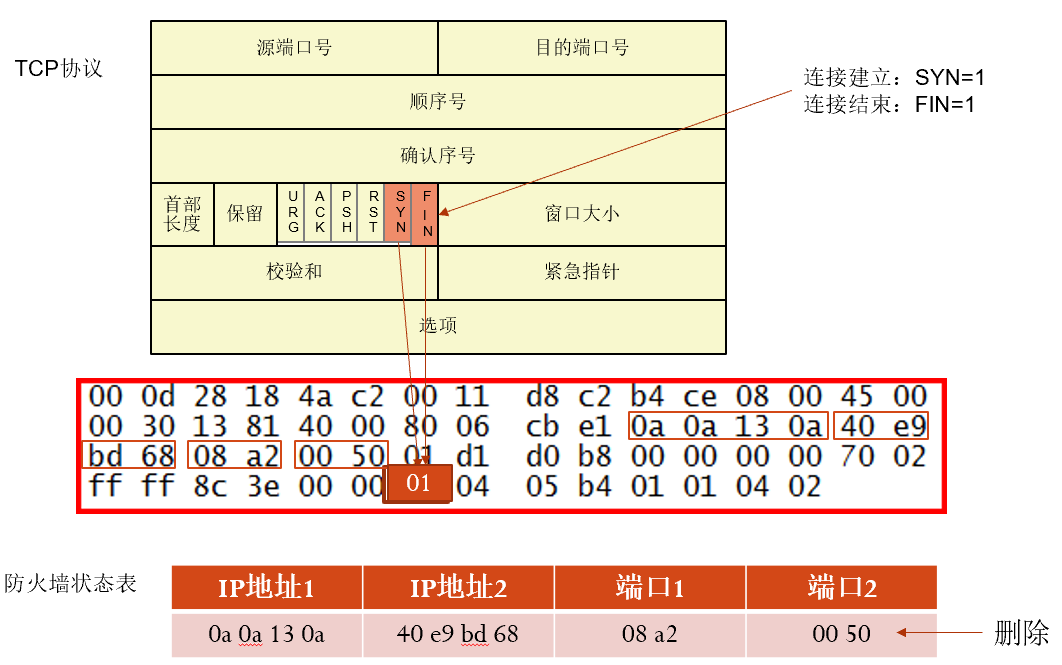 TCP协议
源端口号 目的端口号
顺序号
确认序号
首部
长度
保留
URG ACK PSH RST SYN FIN
窗口大小
校验和 紧急指针
选项
连接建立：SYN=1
连接结束：FIN=1
00 0d 28 18 4a c2 00 11 d8 c2 b4 ce 08 00 45 00
00 30 13 81 40 00 80 06 cb e1 0a 0a 13 0a 40 e9
bd 68 08 a2 00 50 01 d1 d0 b8 00 00 00 00 70 02
ff ff 8c 3e 00 00 01 04 05 b4 01 01 04 02
防火墙状态表
IP地址1 IP地址2 端口1 端口2
0a 0a 13 0a 40 e9 bd 68 08 a2 00 50
删除